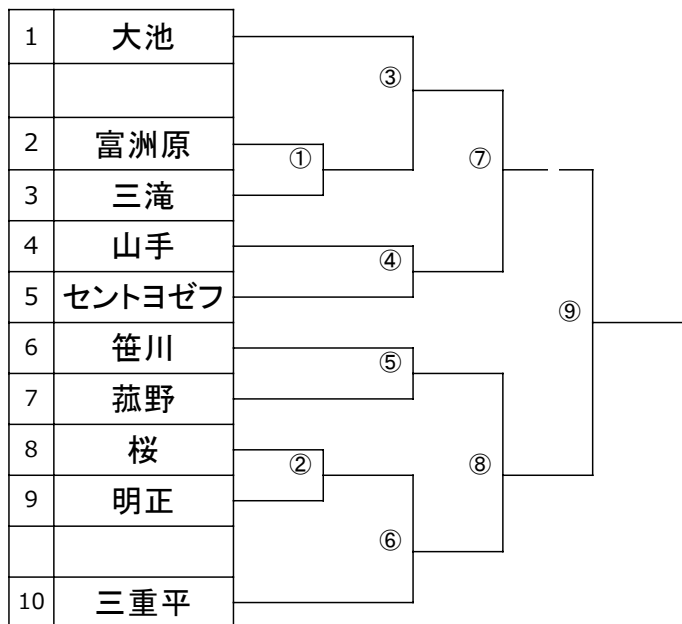 1 大池
③
2 富洲原
① ⑦
3 三滝
4 山手
④
5 セントヨゼフ
⑨
6 笹川
⑤
7 菰野
8 桜
② ⑧
9 明正
⑥
10 三重平